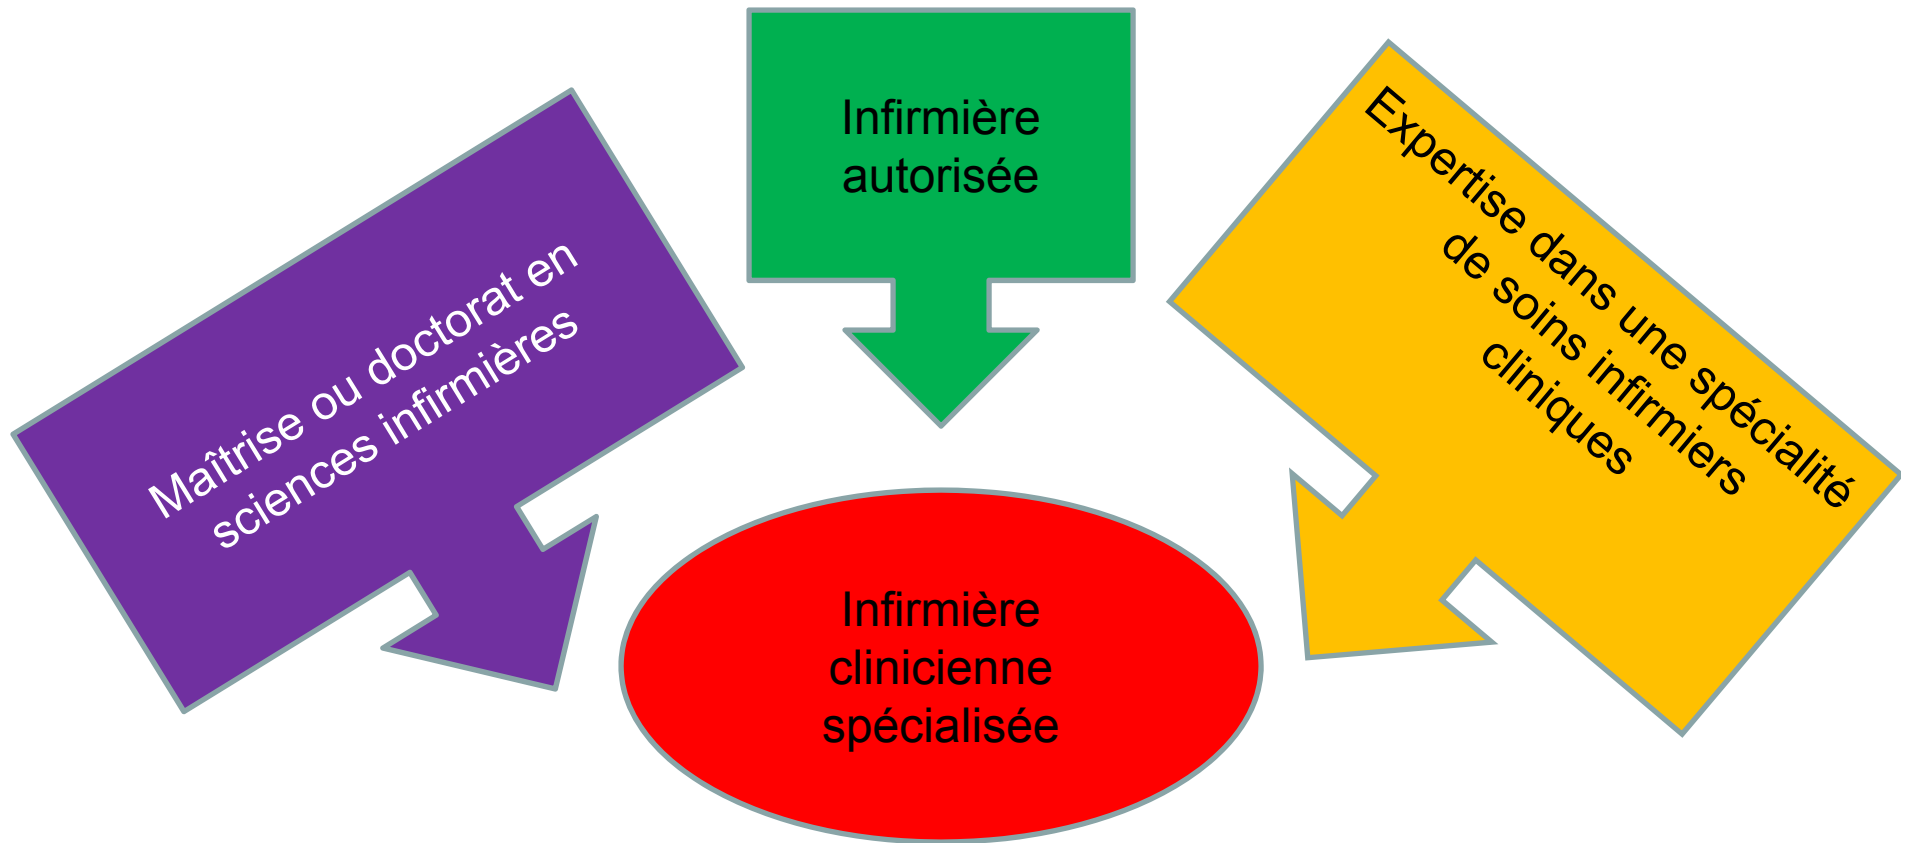 Maîtrise ou doctorat en
sciences infirmières
Infirmière
autorisée
Expertise dans une spécialité
de soins infirmiers
cliniques
Infirmière
clinicienne
spécialisée